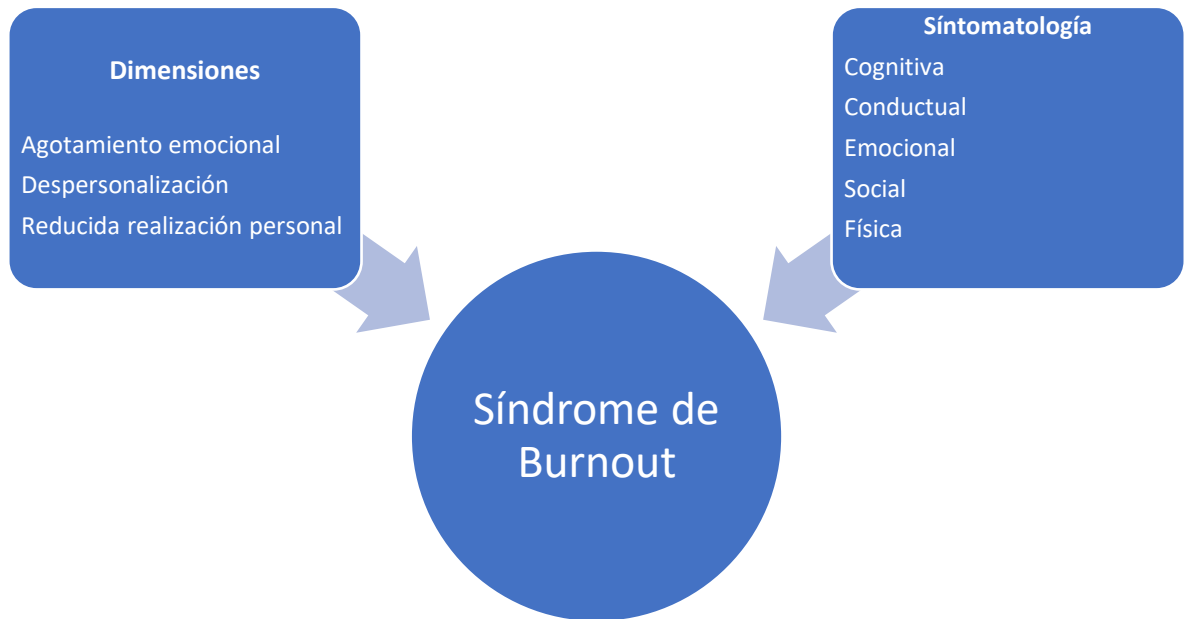 Dimensiones
Agotamiento emocional
Despersonalización
Reducida realización personal
Síntomatología
Cognitiva
Conductual
Emocional
Social
Física
Síndrome de
Burnout